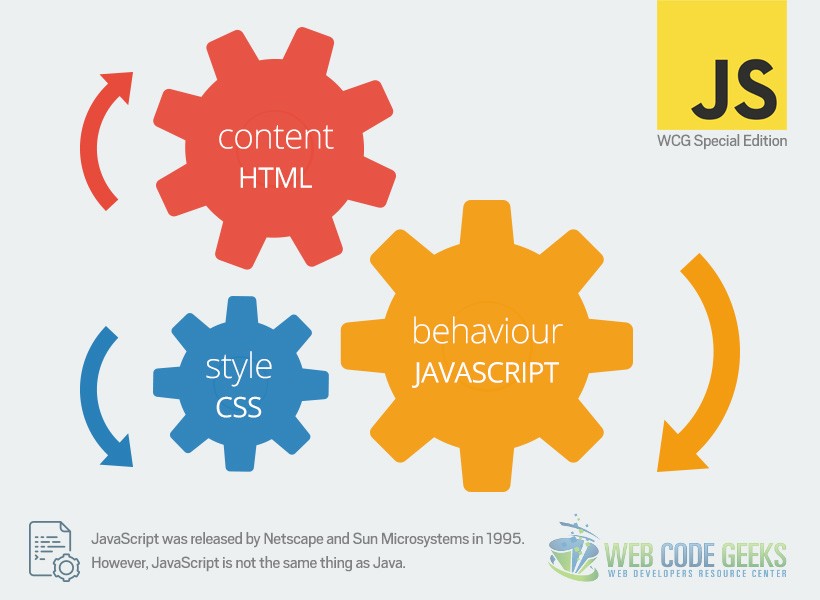 JS
WCG Special Edition
content
HTML
behaviour
JAVASCRIPT
style
CSS
JavaScript was released by Netscape and Sun Microsystems in 1995.
However, JavaScript is not the same thing as Java.
WEB CODE GEEKS
WEB DEVELOPERS RESOURCE CENTER